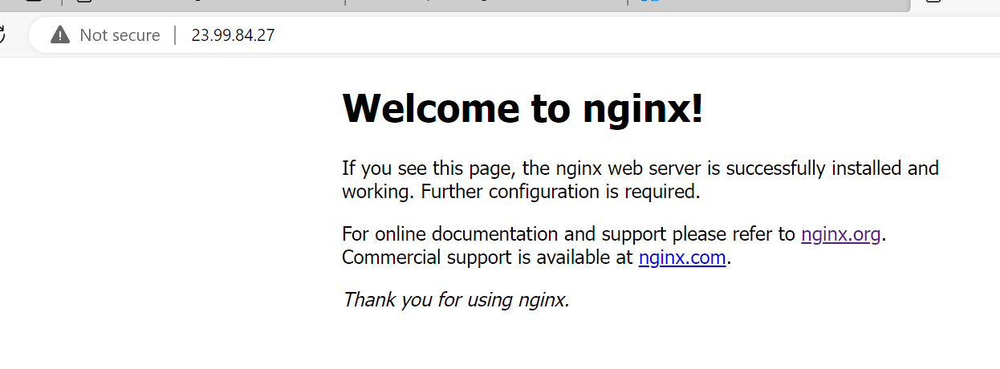 Not secure | 23.99.84.27
Welcome to nginx!
If you see this page, the nginx web server is successfully installed and
working. Further configuration is required.
For online documentation and support please refer to nginx.org.
Commercial support is available at nginx.com.
Thank you for using nginx.